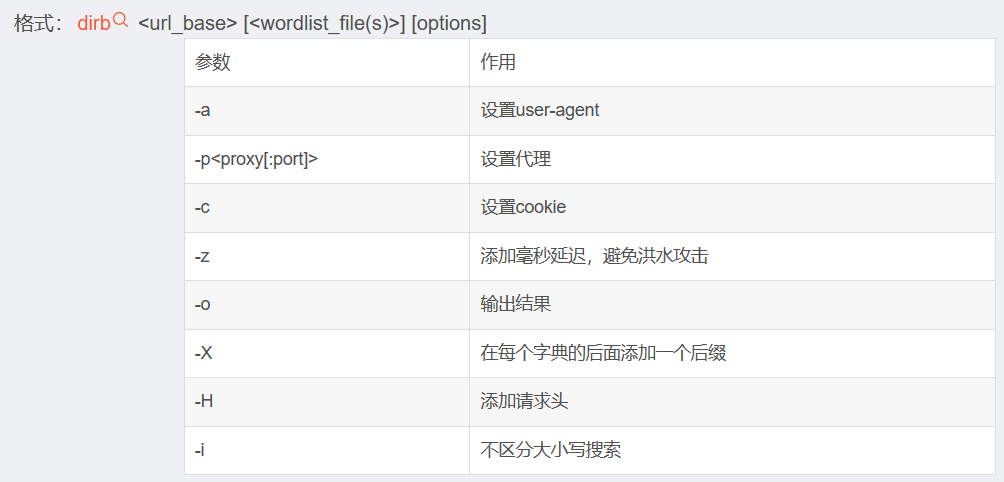 格式： dirb <url_base> [<wordlist_file(s)>] [options]
参数 作用
-a 设置user-agent
-p<proxy[:port]> 设置代理
-c 设置cookie
-z 添加毫秒延迟，避免洪水攻击
-o 输出结果
-X 在每个字典的后面添加一个后缀
-H 添加请求头
-i 不区分大小写搜索